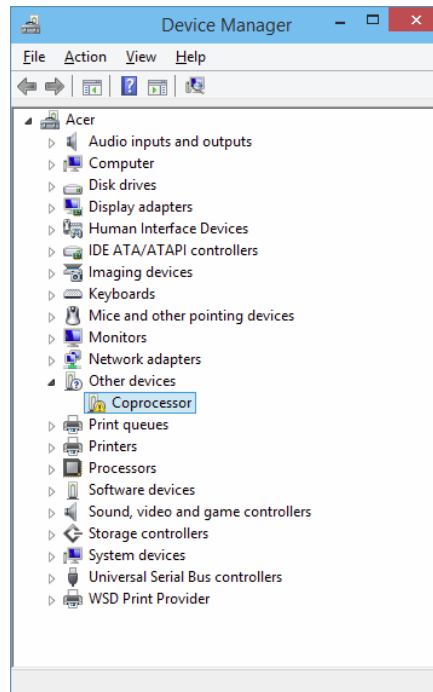 Device Manager
File Action View Help
Acer
Audio inputs and outputs
Computer
Disk drives
Display adapters
Human Interface Devices
IDE ATA/ATAPI controllers
Imaging devices
Keyboards
Mice and other pointing devices
Monitors
Network adapters
Other devices
Coprocessor
Print queues
Printers
Processors
Software devices
Sound, video and game controllers
Storage controllers
System devices
Universal Serial Bus controllers
WSD Print Provider